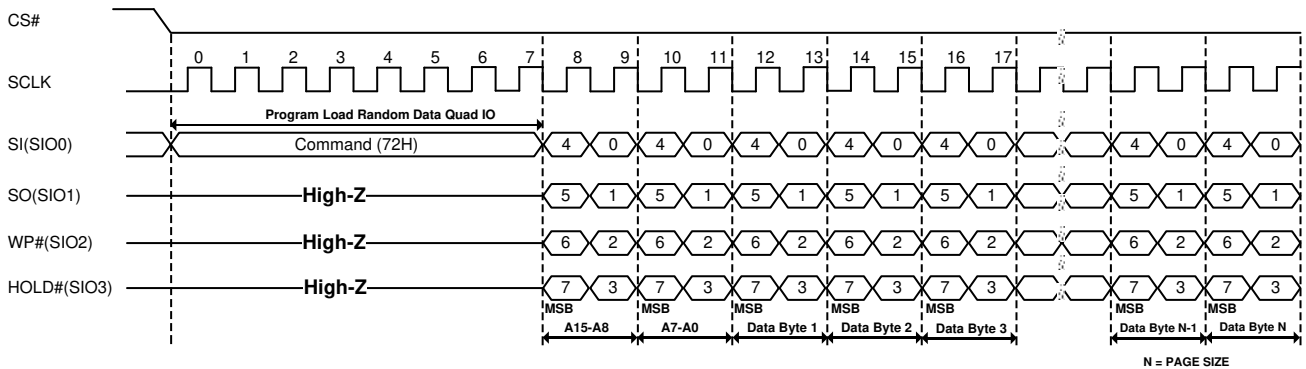 CS#
SCLK 0 1 2 3 4 5 6 7 8 9 10 11 12 13 14 15 16 17
Program Load Random Data Quad IO
SI(SIO0) Command (72H) 4 0 4 0 4 0 4 0 4 0 4 0 4 0
SO(SIO1) High-Z 5 1 5 1 5 1 5 1 5 1 5 1 5 1
WP#(SIO2) High-Z 6 2 6 2 6 2 6 2 6 2 6 2 6 2
HOLD#(SIO3) High-Z 7 3 7 3 7 3 7 3 7 3 7 3 7 3
MSB MSB MSB MSB MSB MSB MSB
A15-A8 A7-A0 Data Byte 1 Data Byte 2 Data Byte 3 Data Byte N-1 Data Byte N
N = PAGE SIZE